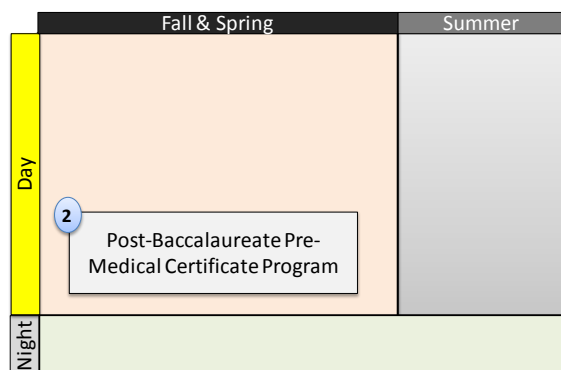 Fall & Spring
Summer
Day
2
Post-Baccalaureate Pre-
Medical Certificate Program
Night